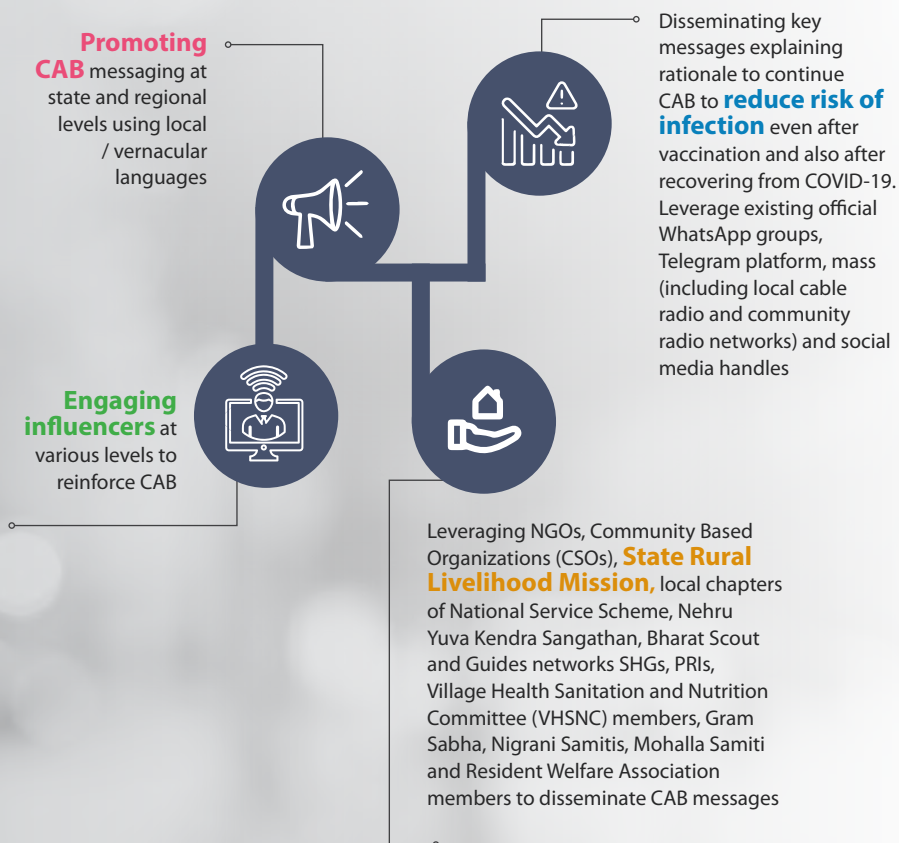 Promoting
CAB messaging at
state and regional
levels using local
/ vernacular
languages
Disseminating key
messages explaining
rationale to continue
CAB to reduce risk of
infection even after
vaccination and also after
recovering from COVID-19.
Leverage existing official
WhatsApp groups,
Telegram platform, mass
(including local cable
radio and community
radio networks) and social
media handles
Engaging
influencers at
various levels to
reinforce CAB
Leveraging NGOs, Community Based
Organizations (CSOs), State Rural
Livelihood Mission, local chapters
of National Service Scheme, Nehru
Yuva Kendra Sangathan, Bharat Scout
and Guides networks SHGs, PRIs,
Village Health Sanitation and Nutrition
Committee (VHSNC) members, Gram
Sabha, Nigrani Samitis, Mohalla Samiti
and Resident Welfare Association
members to disseminate CAB messages